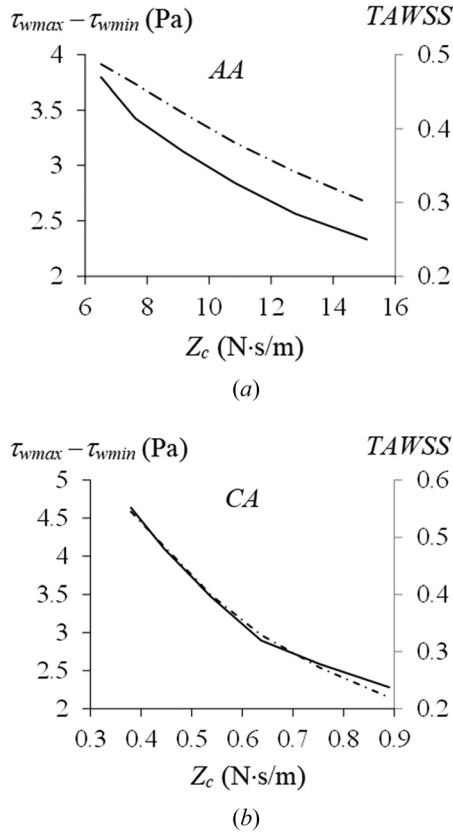 τwmax – τwmin (Pa) TAWSS
4 0.5
AA
3.5 0.4
3
0.3
2.5
2 0.2
6 8 10 12 14 16
Zc (N·s/m)
(a)
τwmax – τwmin (Pa) TAWSS
5 0.6
CA
4.5
0.5
4
3.5 0.4
3
0.3
2.5
2 0.2
0.3 0.4 0.5 0.6 0.7 0.8 0.9
Zc (N·s/m)
(b)